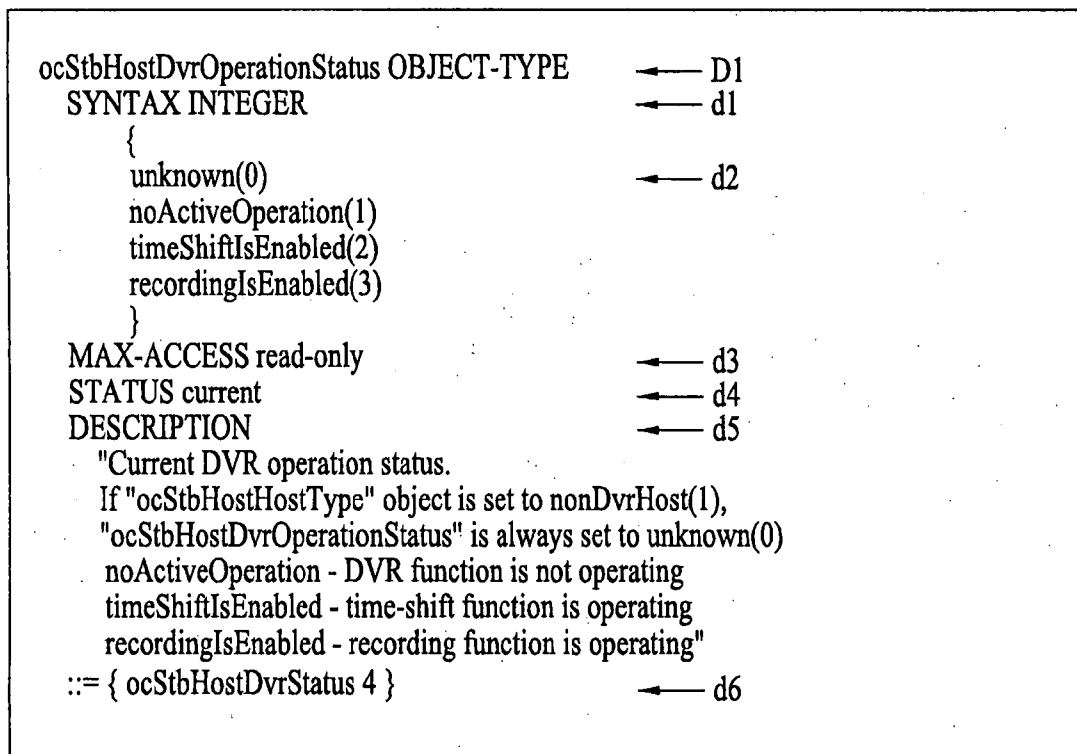 ocStbHostDvrOperationStatus OBJECT-TYPE D1
SYNTAX INTEGER d1
{
unknown(0) d2
noActiveOperation(1)
timeShiftIsEnabled(2)
recordingIsEnabled(3)
}
MAX-ACCESS read-only d3
STATUS current d4
DESCRIPTION d5
"Current DVR operation status.
If "ocStbHostHostType" object is set to nonDvrHost(1),
"ocStbHostDvrOperationStatus" is always set to unknown(0)
noActiveOperation - DVR function is not operating
timeShiftIsEnabled - time-shift function is operating
recordingIsEnabled - recording function is operating"
::= { ocStbHostDvrStatus 4 } d6